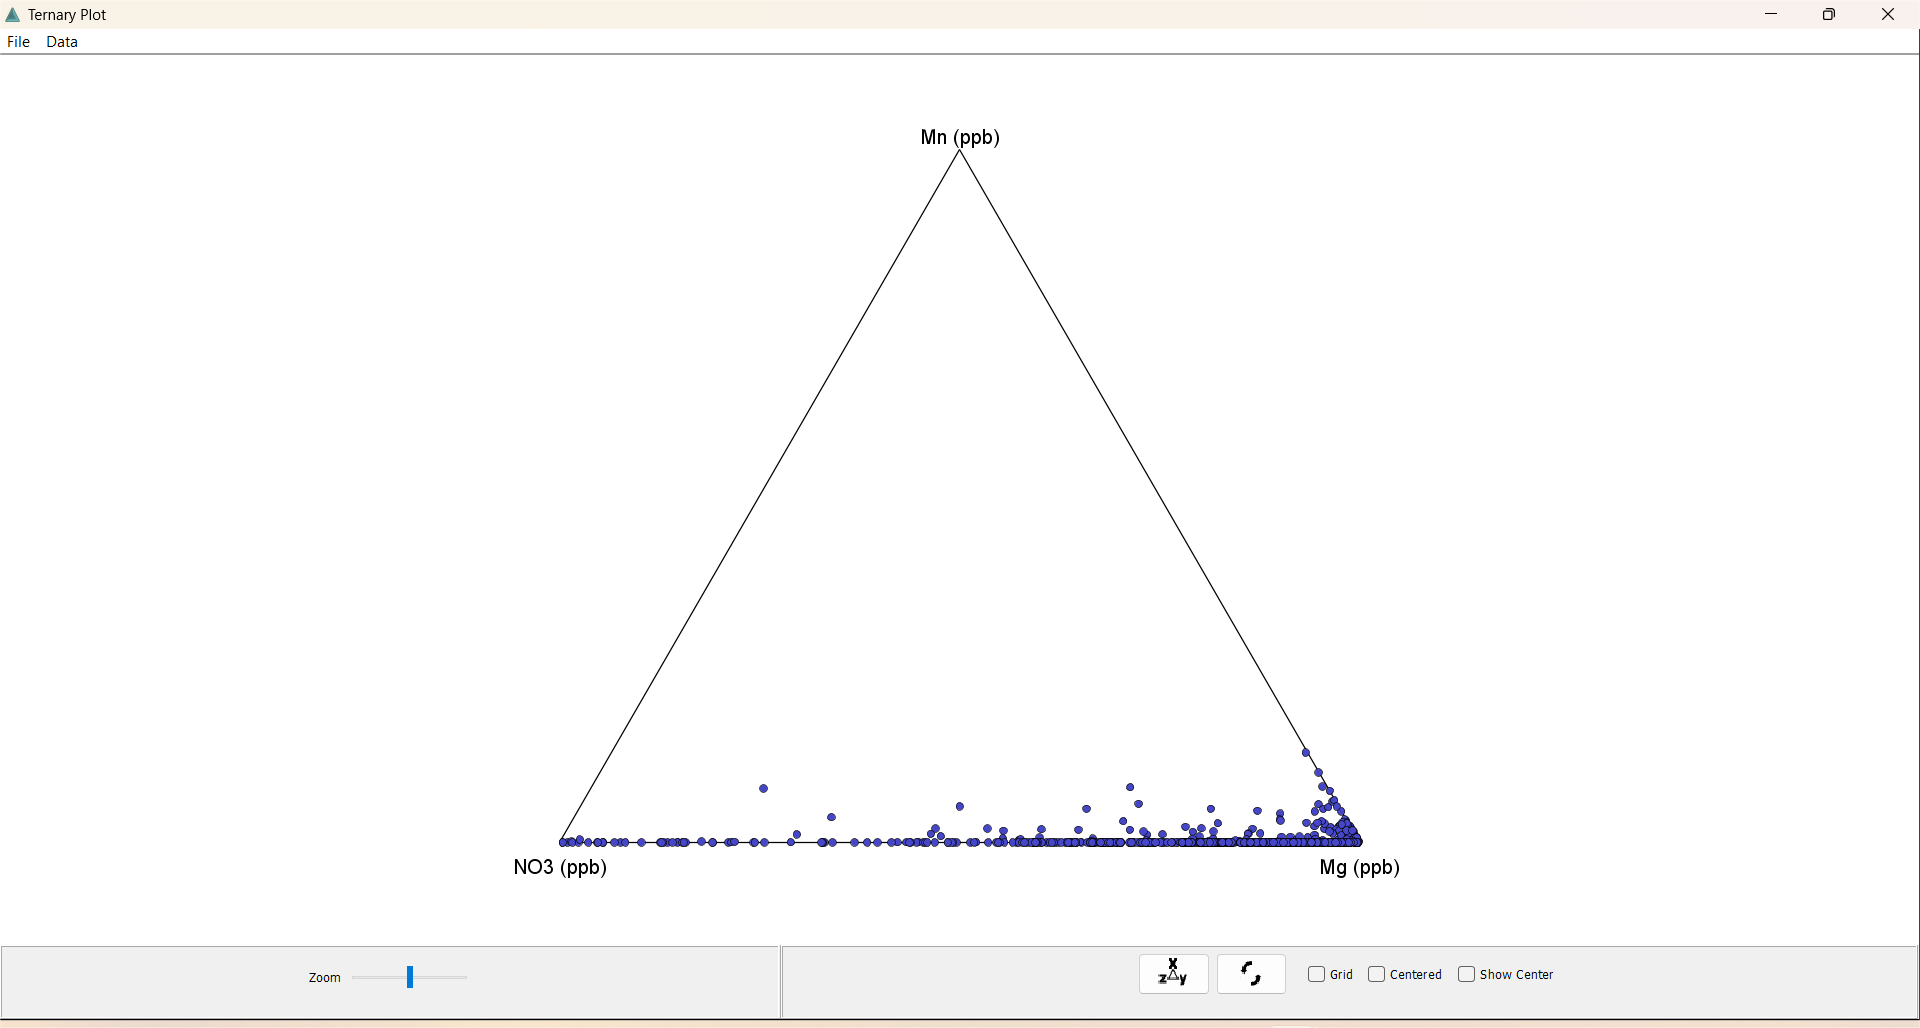 Ternary Plot
File Data
Mn (ppb)
NO3 (ppb) Mg (ppb)
Zoom
X
z y
Grid Centered Show Center